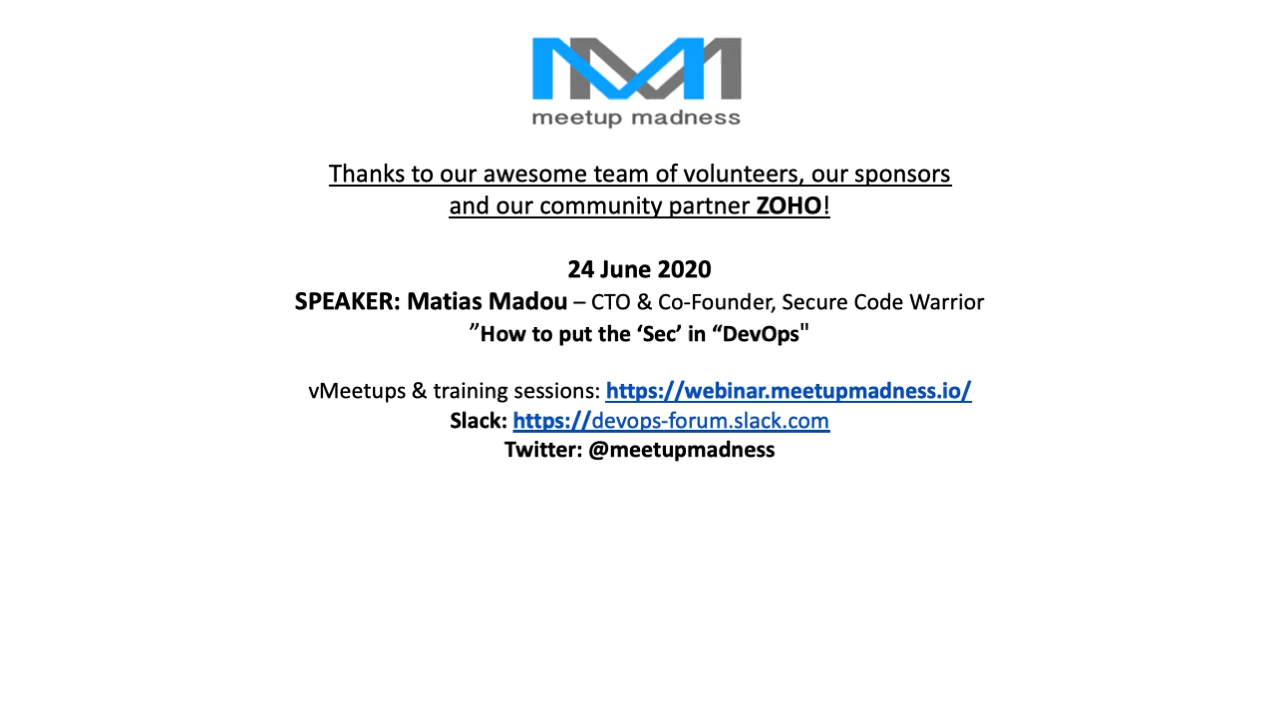 meetup madness
Thanks to our awesome team of volunteers, our sponsors
and our community partner ZOHO!
24 June 2020
SPEAKER: Matias Madou – CTO & Co-Founder, Secure Code Warrior
”How to put the ‘Sec’ in “DevOps"
vMeetups & training sessions: https://webinar.meetupmadness.io/
Slack: https://devops-forum.slack.com
Twitter: @meetupmadness